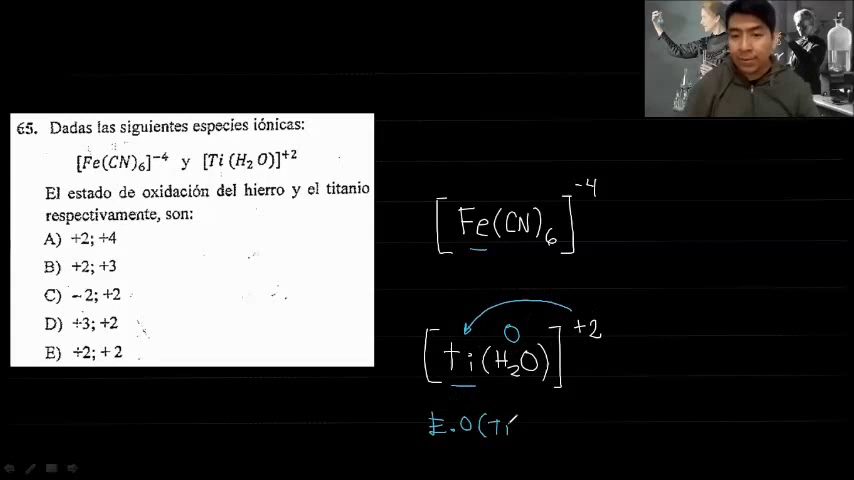 65. Dadas las siguientes especies iónicas:
[Fe(CN)₆]⁻⁴ y [Ti (H₂O)]⁺²
El estado de oxidación del hierro y el titanio
respectivamente, son:
A) +2; +4
B) +2; +3
C) -2; +2
D) +3; +2
E) +2; +2
[Fe(CN)₆]⁻⁴
0
[Ti(H₂O)]⁺²
E.O(Ti